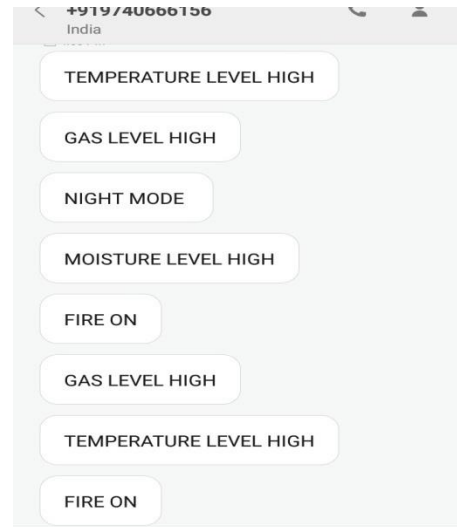 +919740666156
India
TEMPERATURE LEVEL HIGH
GAS LEVEL HIGH
NIGHT MODE
MOISTURE LEVEL HIGH
FIRE ON
GAS LEVEL HIGH
TEMPERATURE LEVEL HIGH
FIRE ON